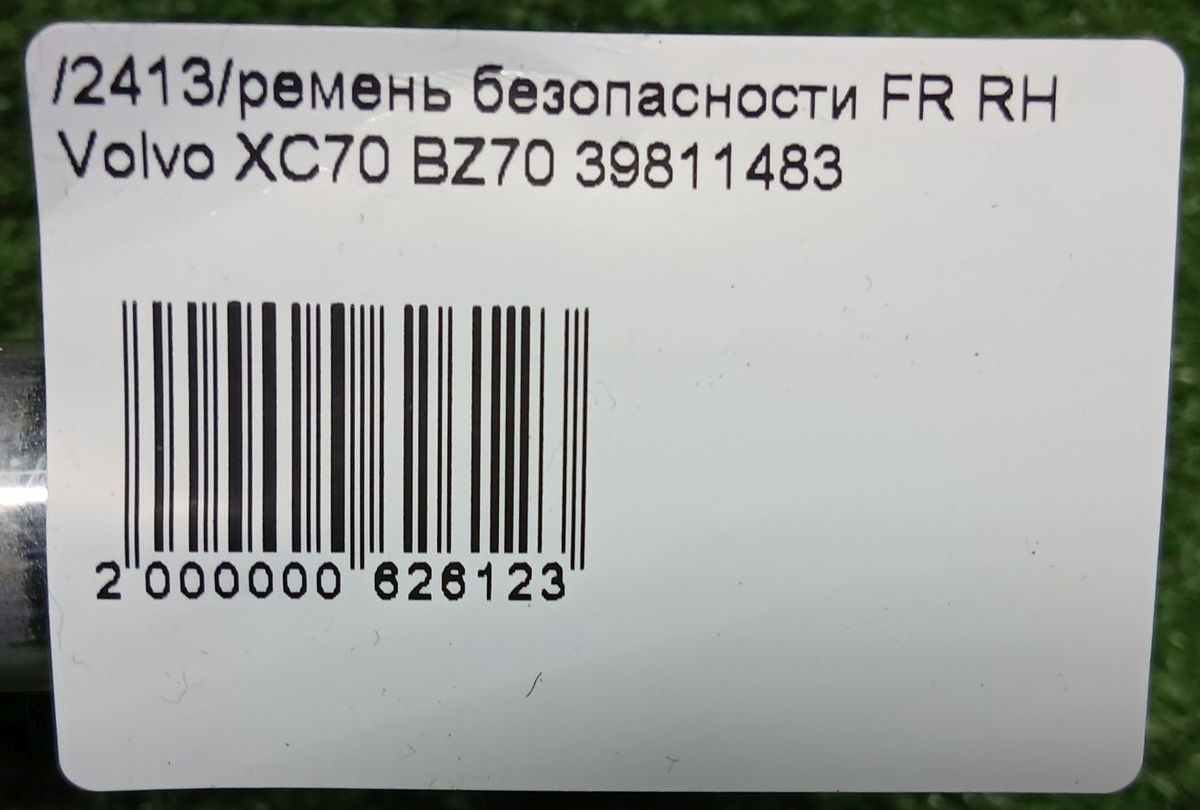 /2413/ремень безопасности FR RH
Volvo XC70 BZ70 39811483
2 000000 626123